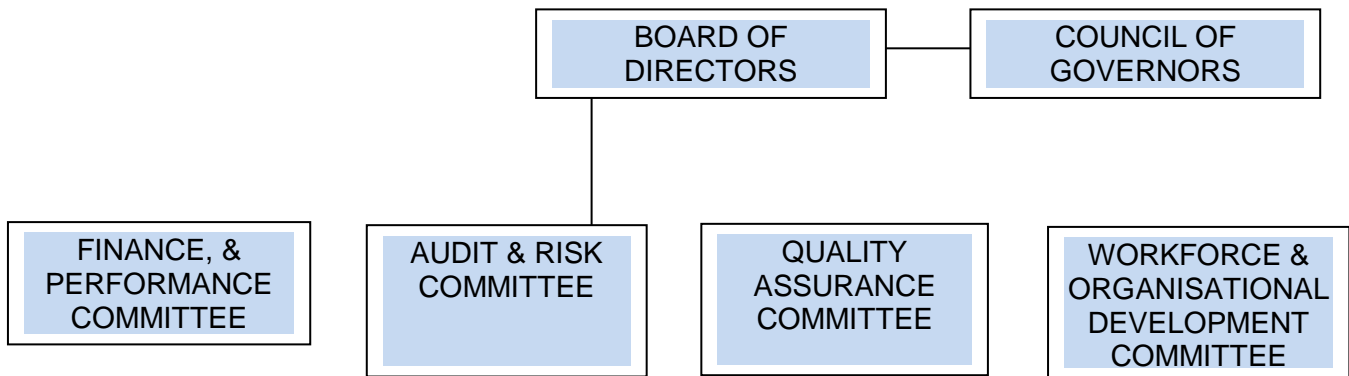 BOARD OF
DIRECTORS
COUNCIL OF
GOVERNORS
FINANCE, &
PERFORMANCE
COMMITTEE
AUDIT & RISK
COMMITTEE
QUALITY
ASSURANCE
COMMITTEE
WORKFORCE &
ORGANISATIONAL
DEVELOPMENT
COMMITTEE